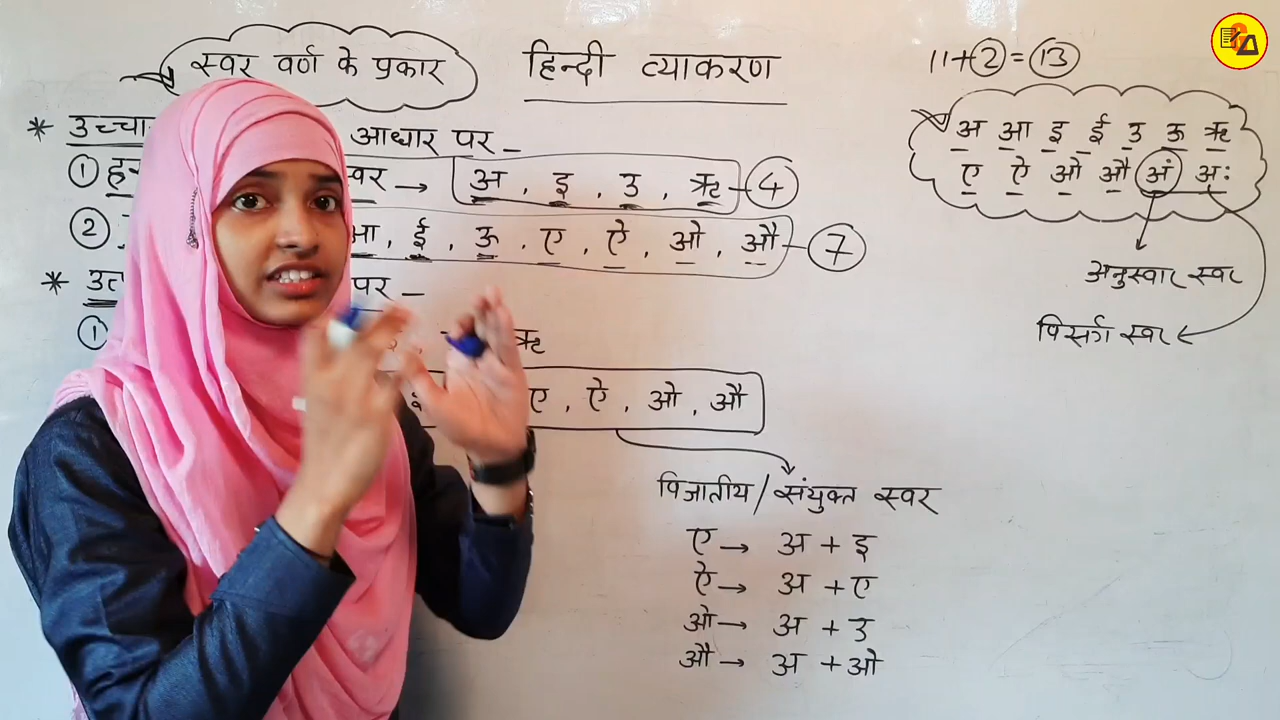 स्वर वर्ण के प्रकार
हिन्दी व्याकरण
11+2=13
* उच्चा
आधार पर –
① ह्र
स्वर → अ , इ , उ , ऋ – 4
②
आ , ई , ऊ , ए , ऐ , ओ , औ – 7
* उत
पर –
①
ऋ
ए , ऐ , ओ , औ
विजातीय / संयुक्त स्वर
ए → अ + इ
ऐ → अ + ए
ओ → अ + उ
औ → अ + ओ
अ आ इ ई उ ऊ ऋ
ए ऐ ओ औ अं अः
अनुस्वार स्वर
विसर्ग स्वर